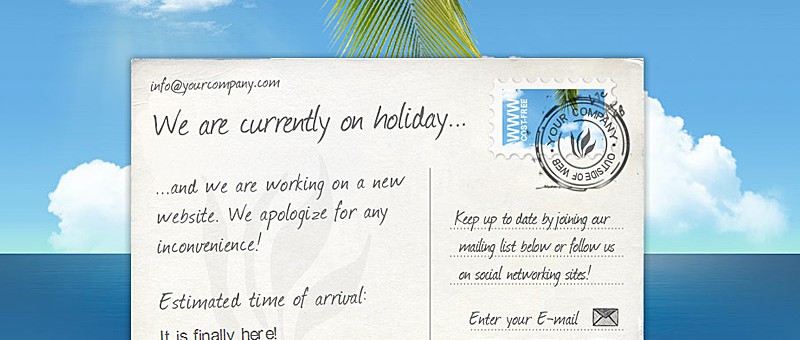 info@yourcompany.com
We are currently on holiday...
WWW
COST-FREE
YOUR COMPANY
OUTSIDE OF WEB
...and we are working on a new
website. We apologize for any
inconvenience!
Estimated time of arrival:
It is finally here!
Keep up to date by joining our
mailing list below or follow us
on social networking sites!
Enter your E-mail